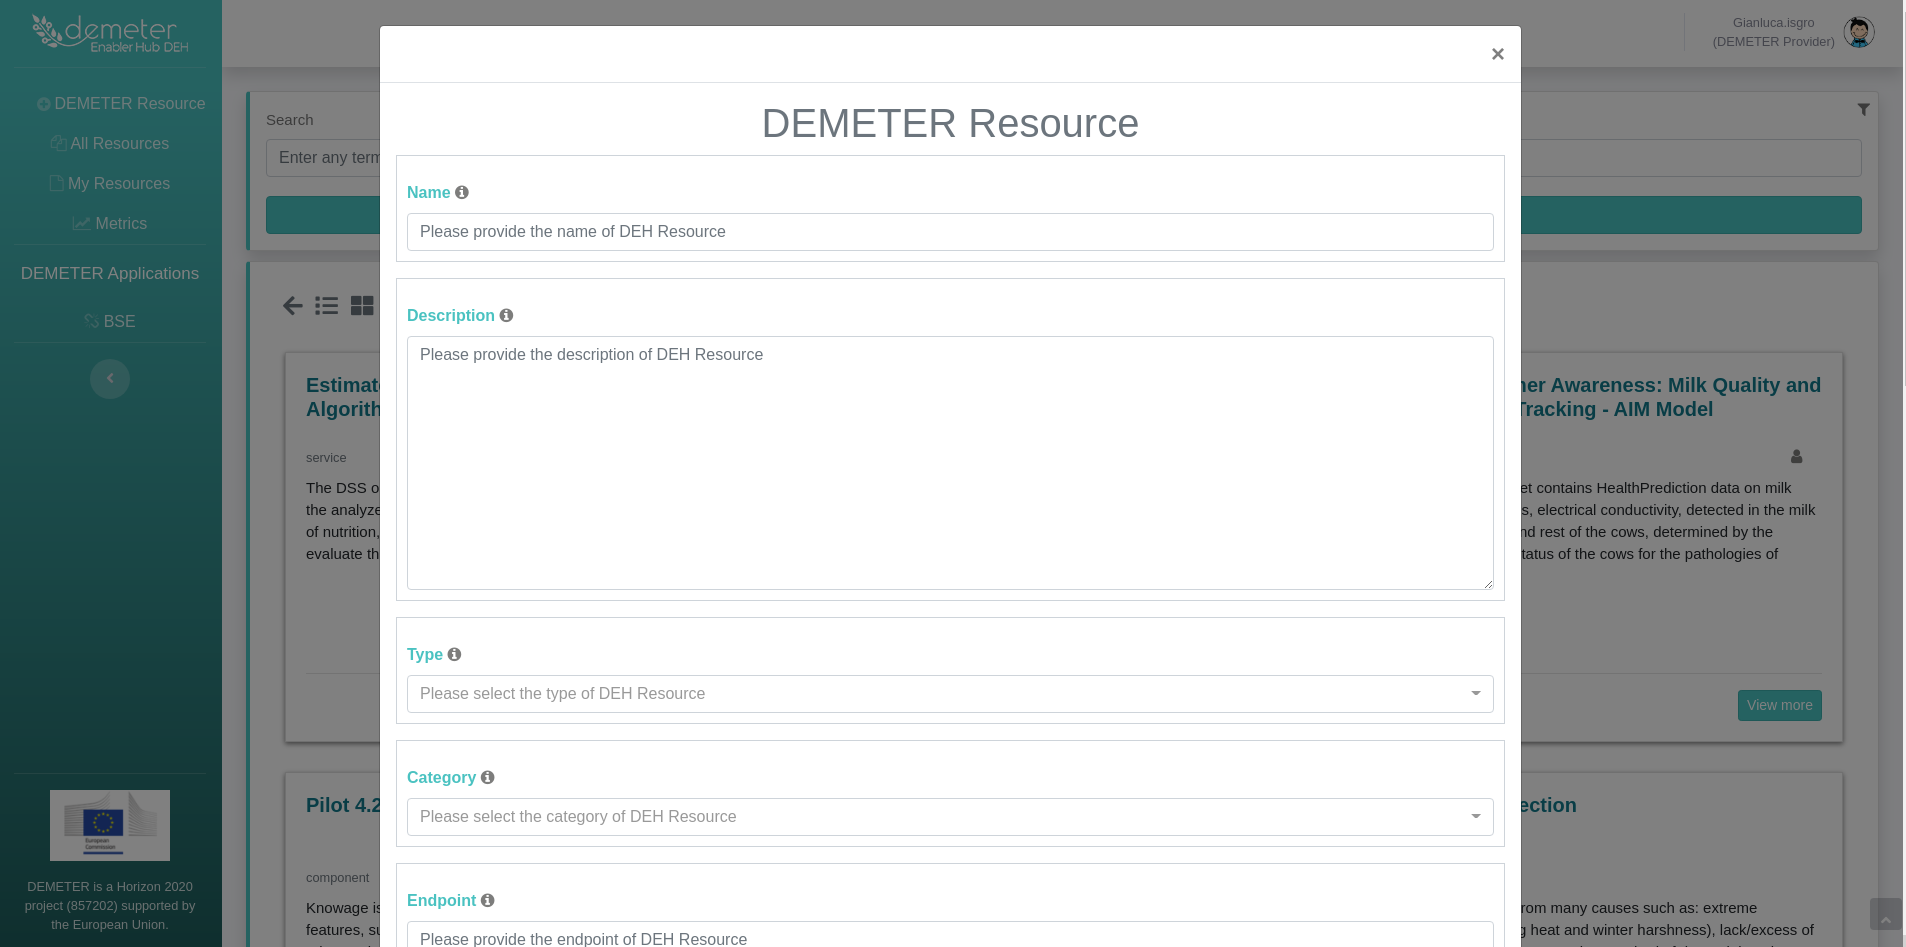 demeter
Enabler Hub DEH
Gianluca.isgro
(DEMETER Provider)
DEMETER Resource
All Resources
My Resources
Metrics
DEMETER Applications
BSE
European
Commission
DEMETER is a Horizon 2020
project (857202) supported by
the European Union.
Search
Enter any term
×
DEMETER Resource
Name
Please provide the name of DEH Resource
Description
Please provide the description of DEH Resource
Type
Please select the type of DEH Resource
Category
Please select the category of DEH Resource
Endpoint
Please provide the endpoint of DEH Resource
Estimate
Algorith
service
The DSS o
the analyze
of nutrition,
evaluate th
Pilot 4.2
component
Knowage is
features, su
ner Awareness: Milk Quality and
Tracking - AIM Model
et contains HealthPrediction data on milk
s, electrical conductivity, detected in the milk
nd rest of the cows, determined by the
status of the cows for the pathologies of
View more
ection
rom many causes such as: extreme
g heat and winter harshness), lack/excess of